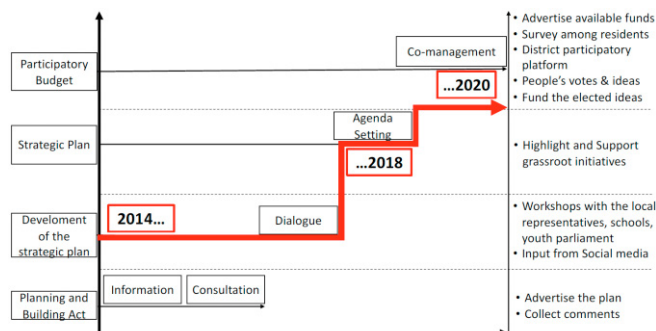 Participatory
Budget
Co-management
...2020
• Advertise available funds
• Survey among residents
• District participatory
platform
• People's votes & ideas
• Fund the elected ideas
Strategic Plan
Agenda
Setting
...2018
• Highlight and Support
grassroot initiatives
Develoment of
the
strategic plan
2014...
Dialogue
• Workshops with the local
representatives, schools,
youth parliament
• Input from Social media
Planning and
Building Act
Information
Consultation
• Advertise the plan
• Collect comments